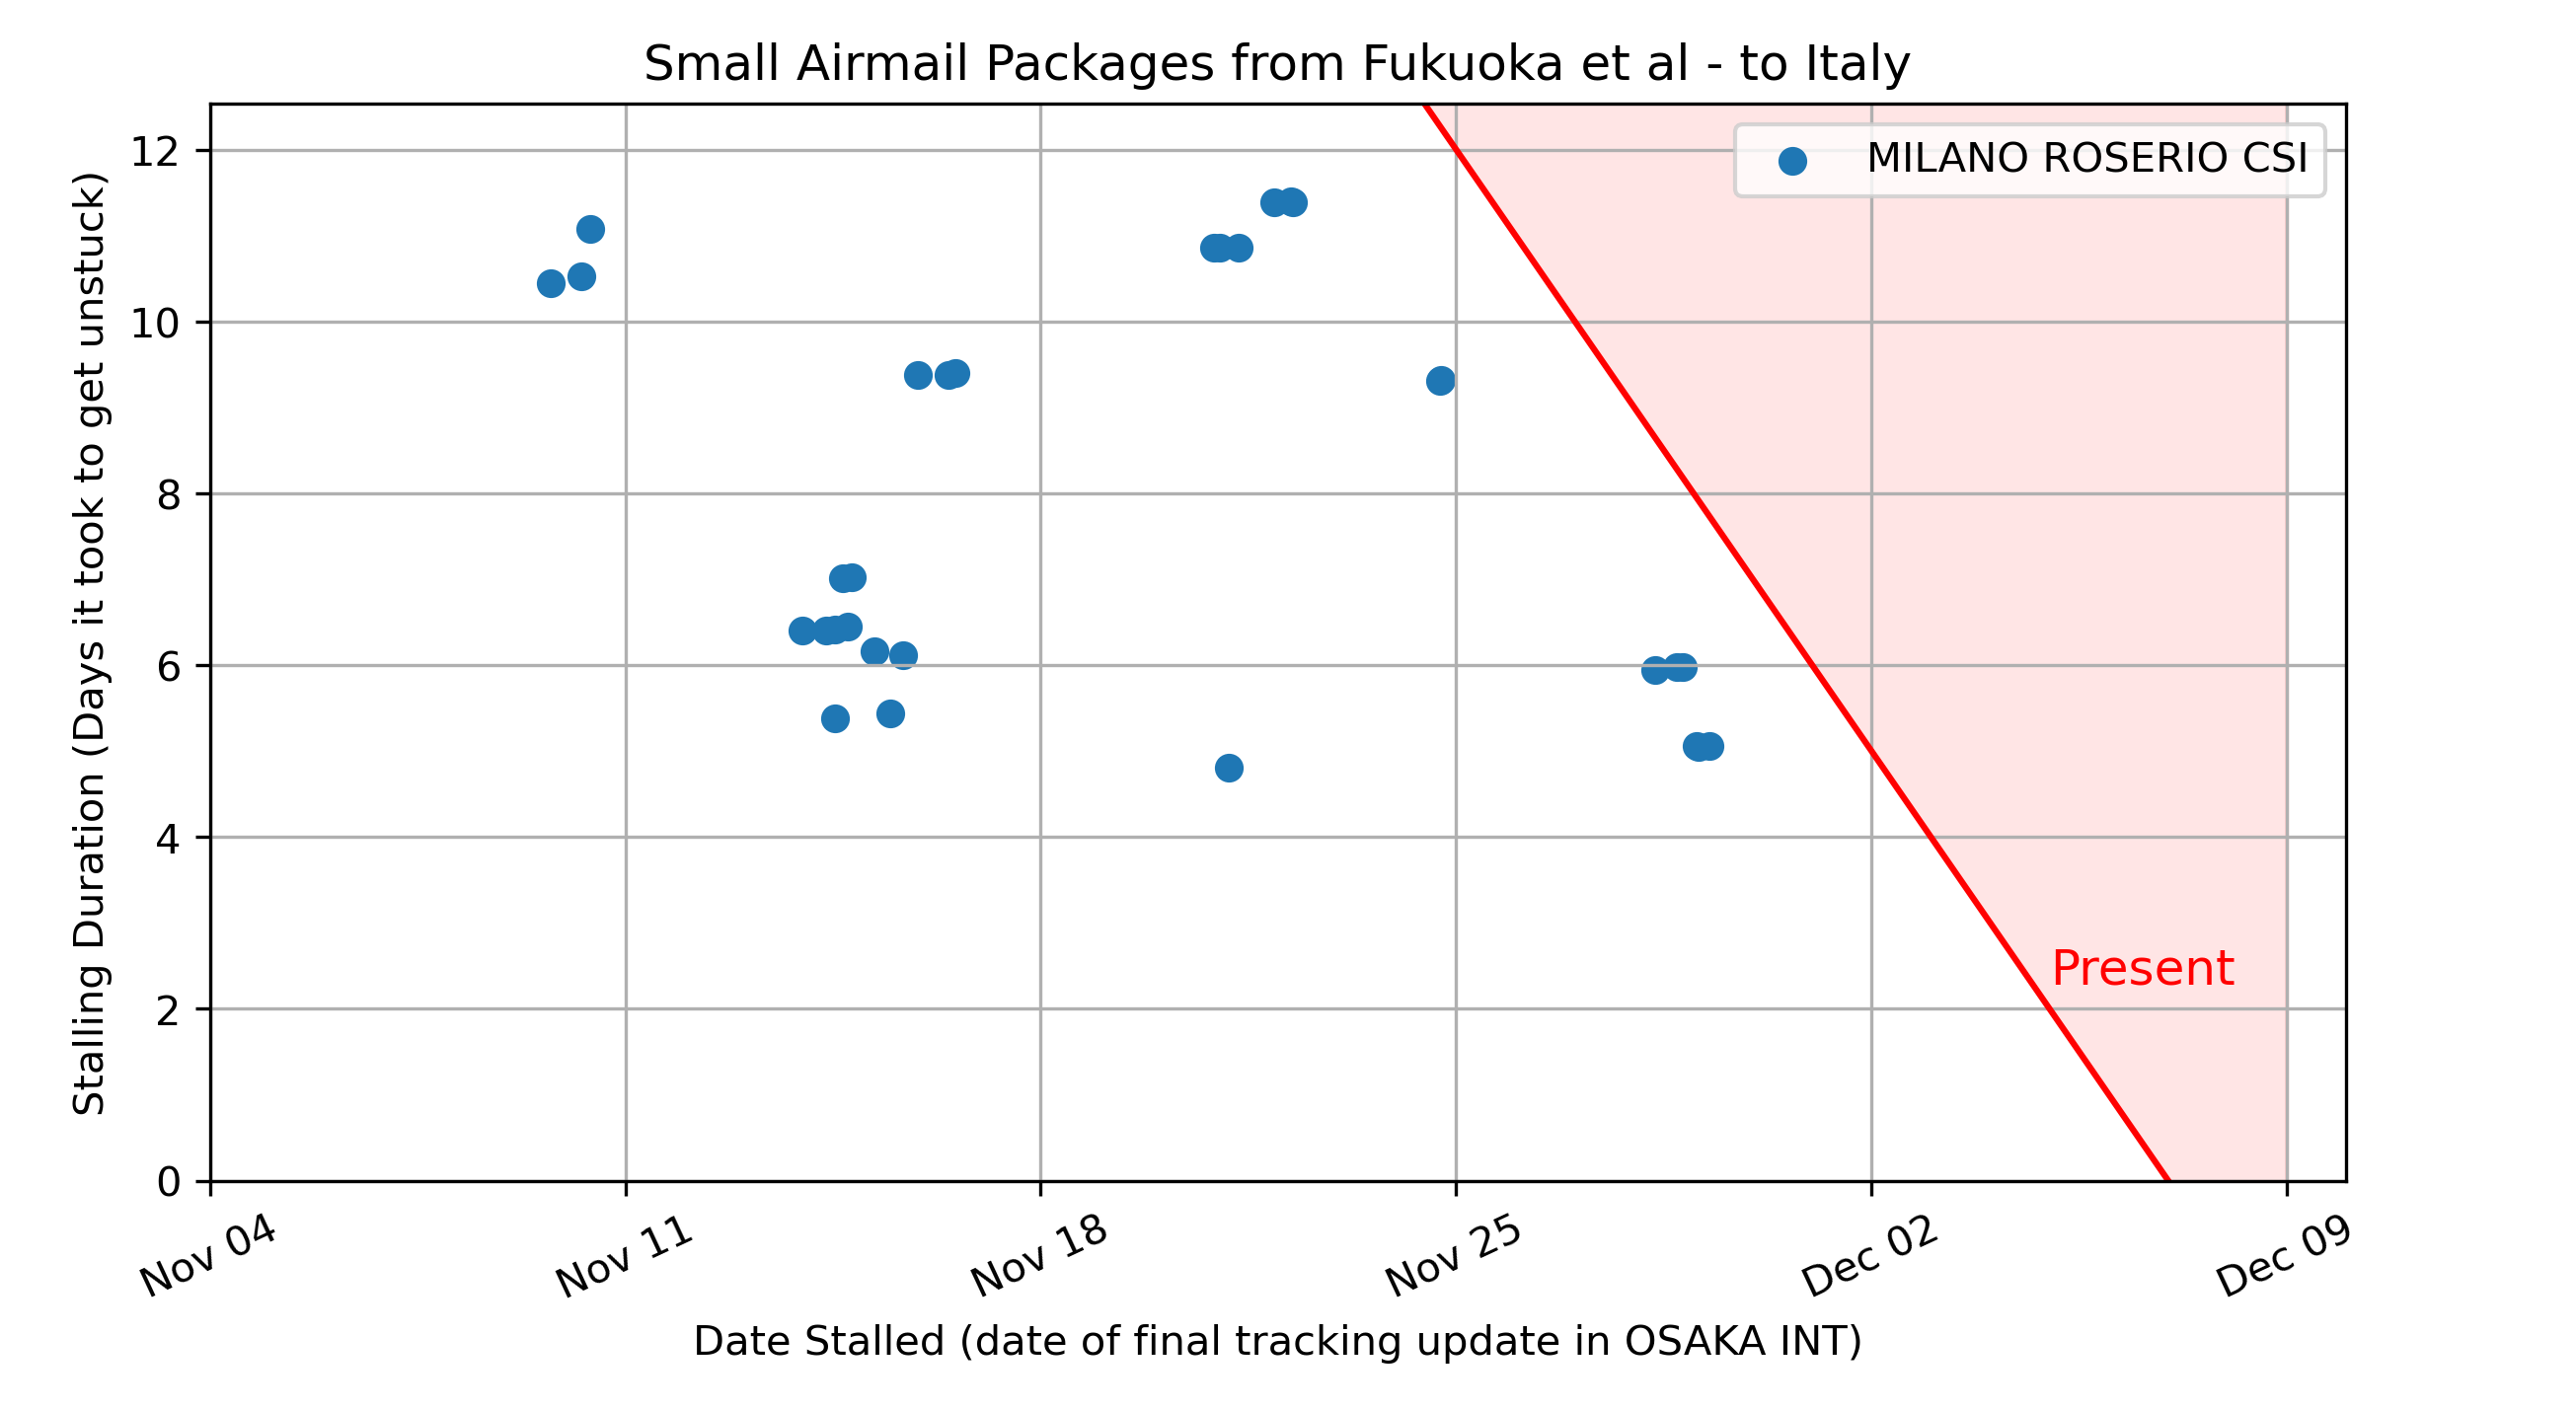 Small Airmail Packages from Fukuoka et al - to Italy
MILANO ROSERIO CSI
Stalling Duration (Days it took to get unstuck)
12
10
8
6
4
2
0
Present
Nov 04
Nov 11
Nov 18
Nov 25
Dec 02
Dec 09
Date Stalled (date of final tracking update in OSAKA INT)